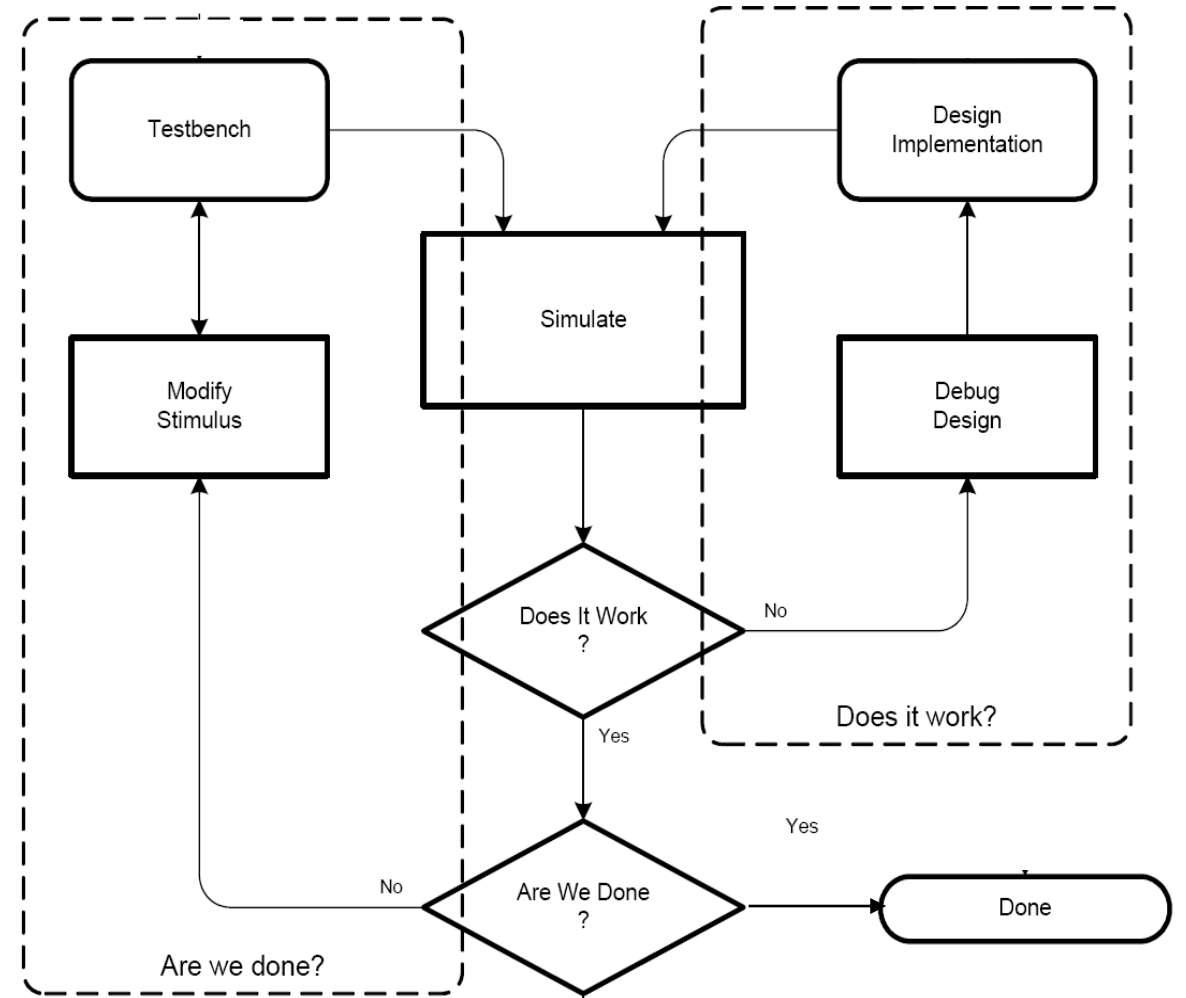 Testbench
Design
Implementation
Simulate
Modify
Stimulus
Debug
Design
Does It Work
?
No
Does it work?
Yes
Yes
No
Are We Done
?
Done
Are we done?